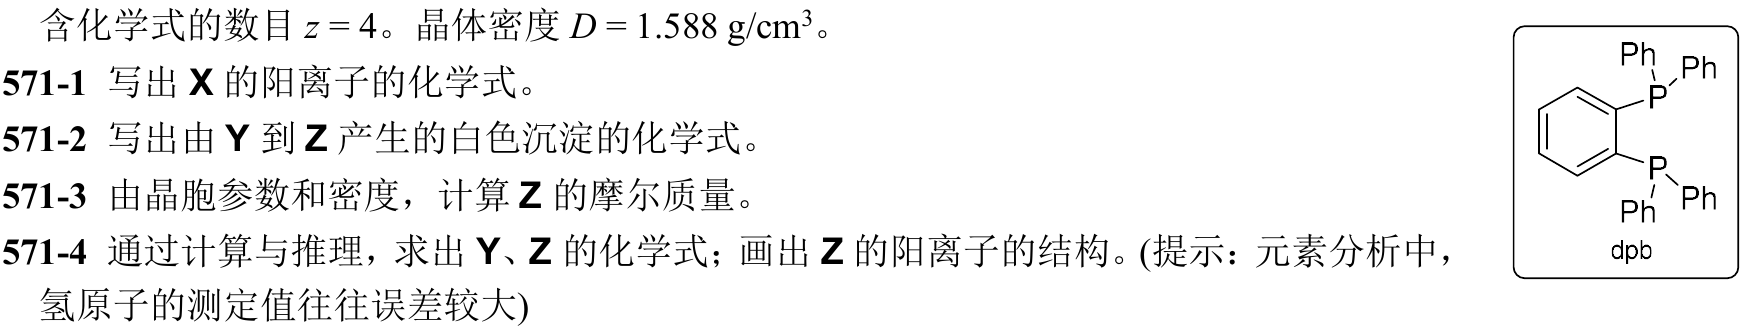 含化学式的数目 z = 4。晶体密度 D = 1.588 g/cm³。
571-1 写出 X 的阳离子的化学式。
571-2 写出由 Y 到 Z 产生的白色沉淀的化学式。
571-3 由晶胞参数和密度，计算 Z 的摩尔质量。
571-4 通过计算与推理，求出 Y、Z 的化学式；画出 Z 的阳离子的结构。(提示：元素分析中，
氢原子的测定值往往误差较大)
Ph
Ph
P
P
Ph
Ph
dpb